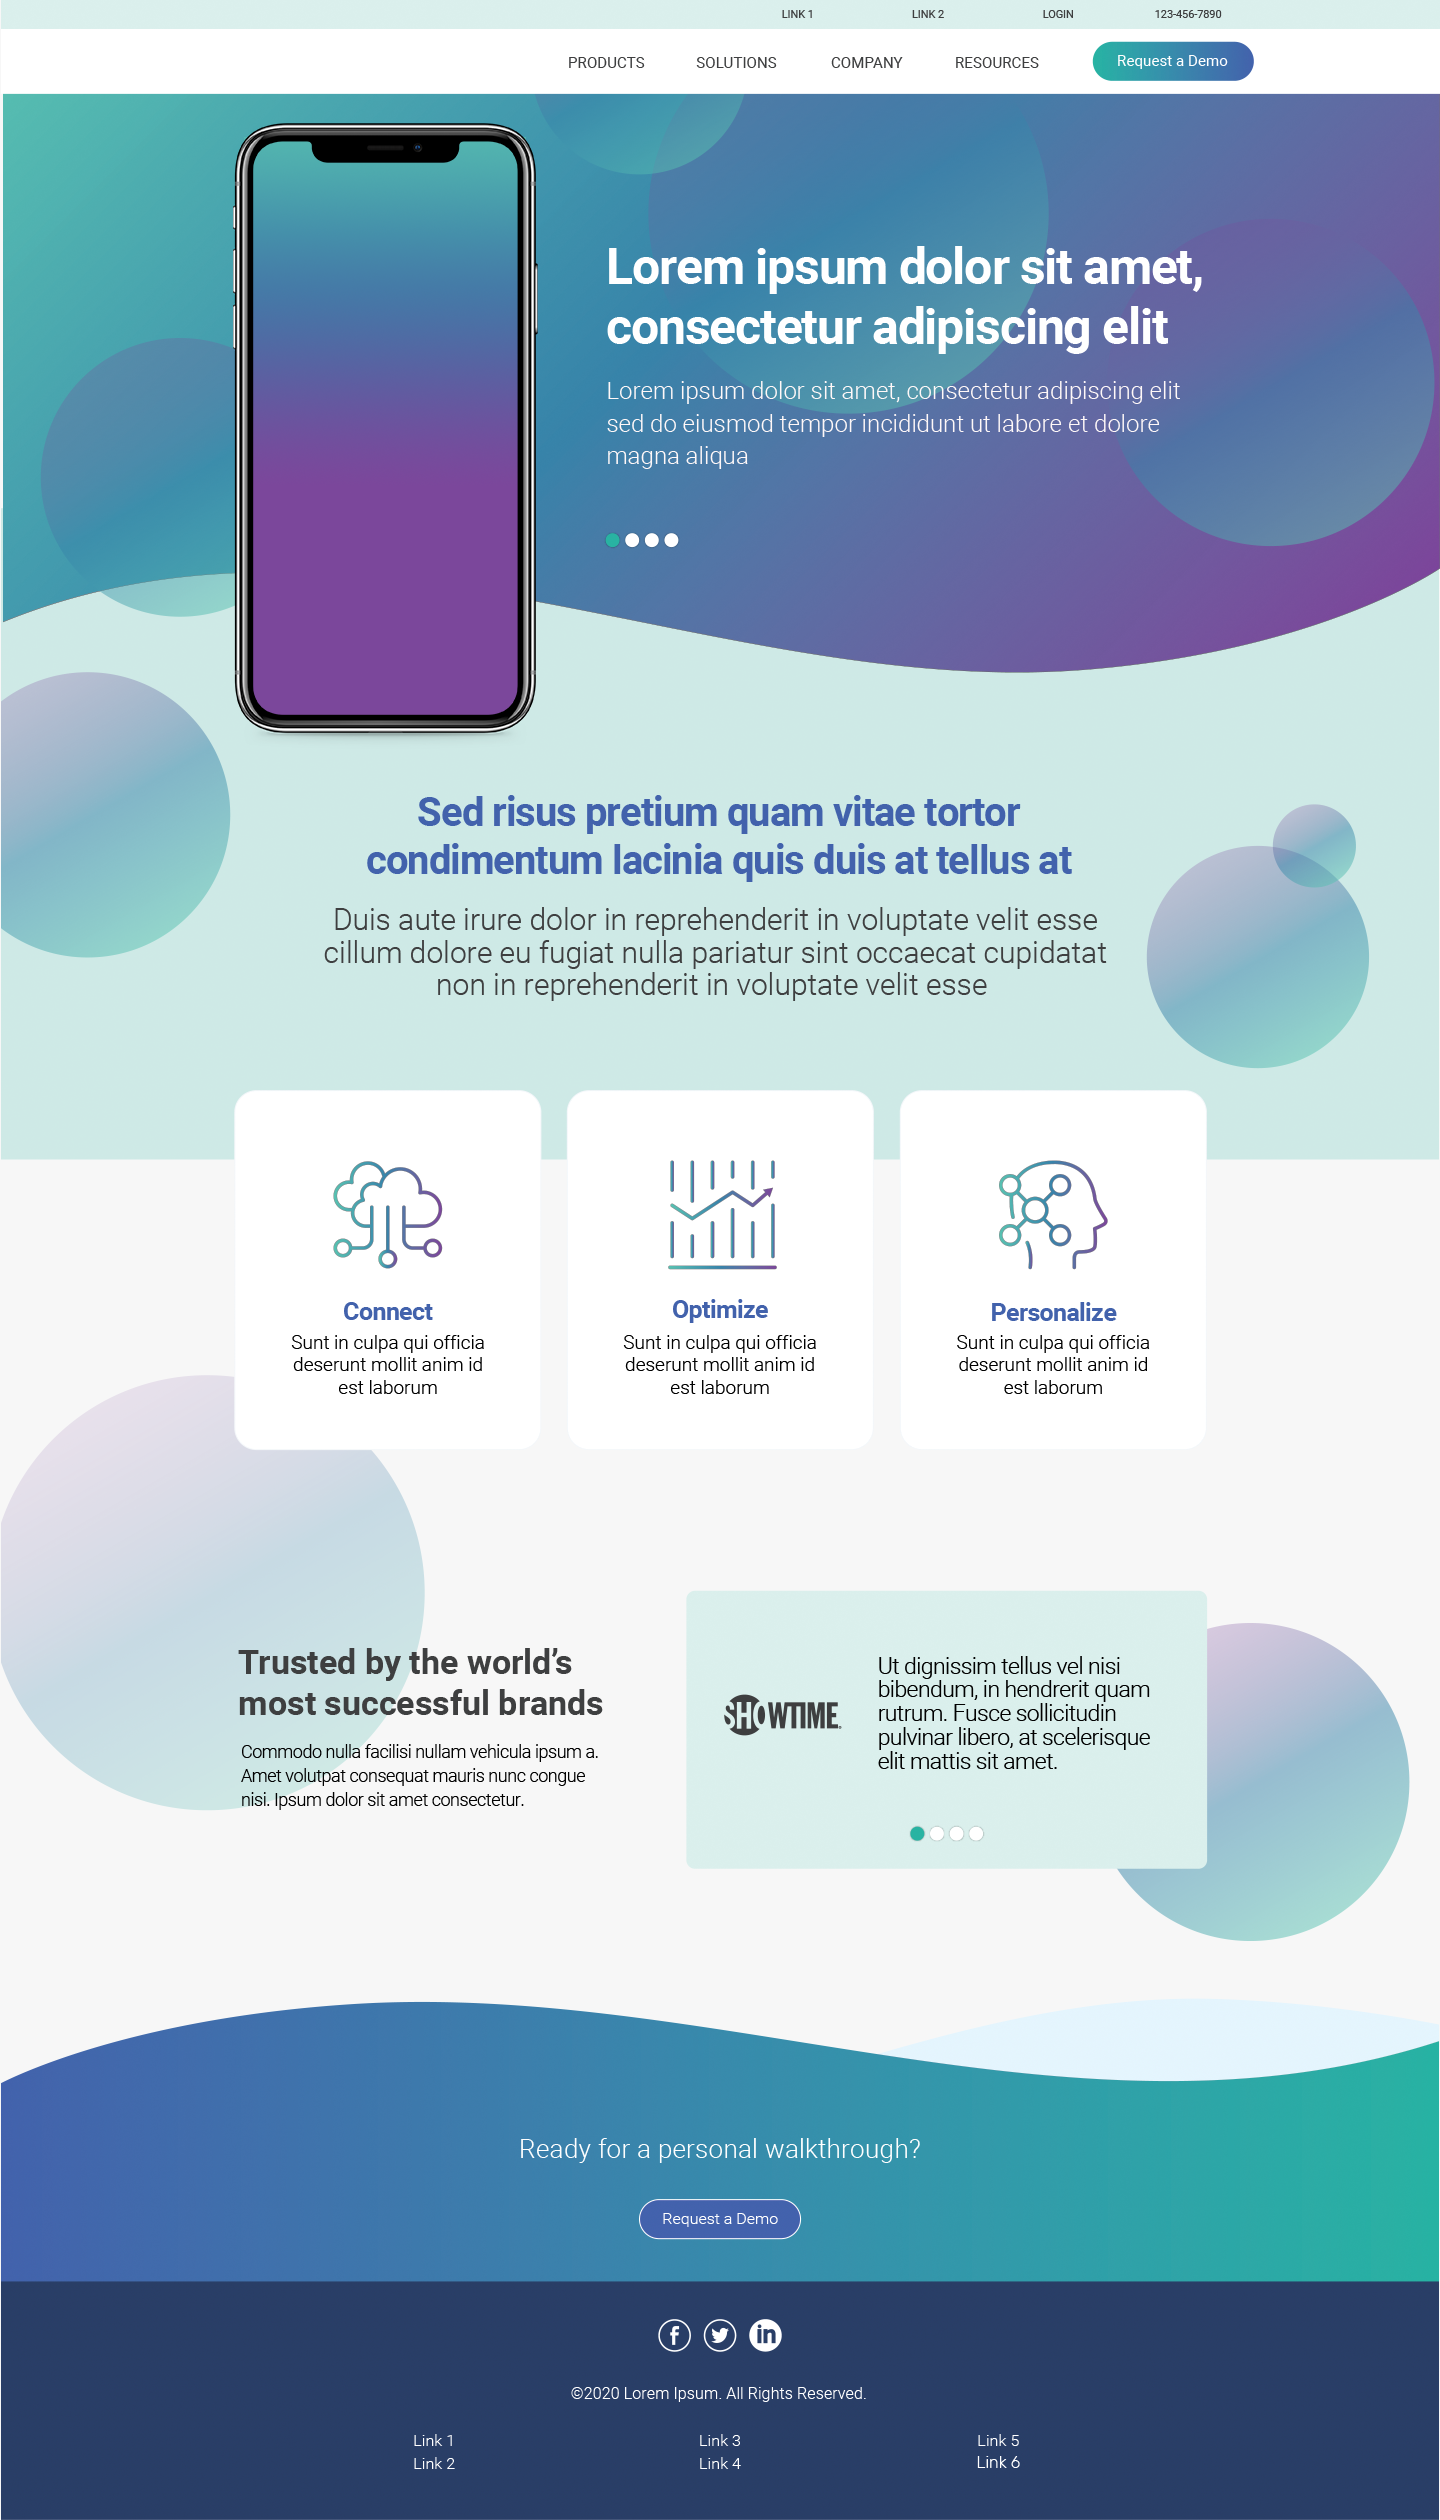 LINK 1 LINK 2 LOGIN 123-456-7890
PRODUCTS SOLUTIONS COMPANY RESOURCES Request a Demo
Lorem ipsum dolor sit amet,
consectetur adipiscing elit
Lorem ipsum dolor sit amet, consectetur adipiscing elit
sed do eiusmod tempor incididunt ut labore et dolore
magna aliqua
Sed risus pretium quam vitae tortor
condimentum lacinia quis duis at tellus at
Duis aute irure dolor in reprehenderit in voluptate velit esse
cillum dolore eu fugiat nulla pariatur sint occaecat cupidatat
non in reprehenderit in voluptate velit esse
Connect
Sunt in culpa qui officia
deserunt mollit anim id
est laborum
Optimize
Sunt in culpa qui officia
deserunt mollit anim id
est laborum
Personalize
Sunt in culpa qui officia
deserunt mollit anim id
est laborum
Trusted by the world’s
most successful brands
Commodo nulla facilisi nullam vehicula ipsum a.
Amet volutpat consequat mauris nunc congue
nisi. Ipsum dolor sit amet consectetur.
SHOWTIME
Ut dignissim tellus vel nisi
bibendum, in hendrerit quam
rutrum. Fusce sollicitudin
pulvinar libero, at scelerisque
elit mattis sit amet.
Ready for a personal walkthrough?
Request a Demo
f in
©2020 Lorem Ipsum. All Rights Reserved.
Link 1
Link 2
Link 3
Link 4
Link 5
Link 6